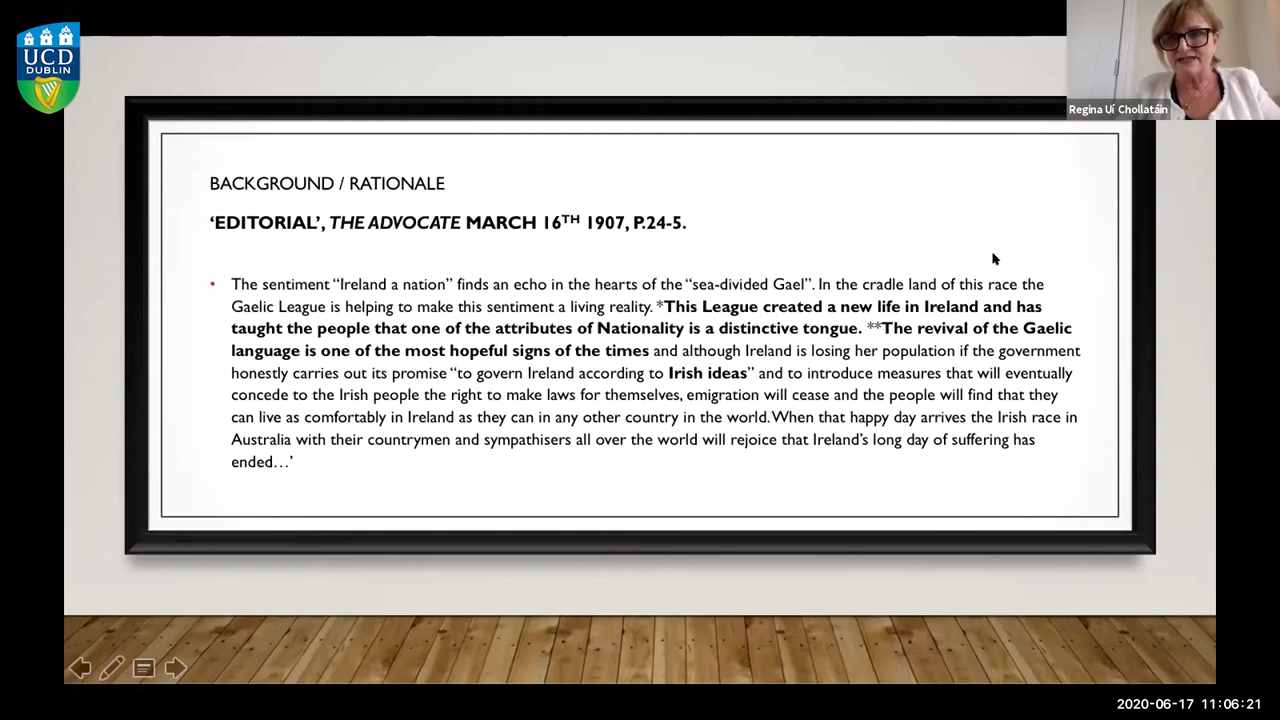 UCD
DUBLIN
Regina Uí Chollatáin
BACKGROUND / RATIONALE
‘EDITORIAL’, THE ADVOCATE MARCH 16TH 1907, P.24-5.
• The sentiment “Ireland a nation” finds an echo in the hearts of the “sea-divided Gael”. In the cradle land of this race the
Gaelic League is helping to make this sentiment a living reality. *This League created a new life in Ireland and has
taught the people that one of the attributes of Nationality is a distinctive tongue. **The revival of the Gaelic
language is one of the most hopeful signs of the times and although Ireland is losing her population if the government
honestly carries out its promise “to govern Ireland according to Irish ideas” and to introduce measures that will eventually
concede to the Irish people the right to make laws for themselves, emigration will cease and the people will find that they
can live as comfortably in Ireland as they can in any other country in the world. When that happy day arrives the Irish race in
Australia with their countrymen and sympathisers all over the world will rejoice that Ireland’s long day of suffering has
ended…’
2020-06-17 11:06:21